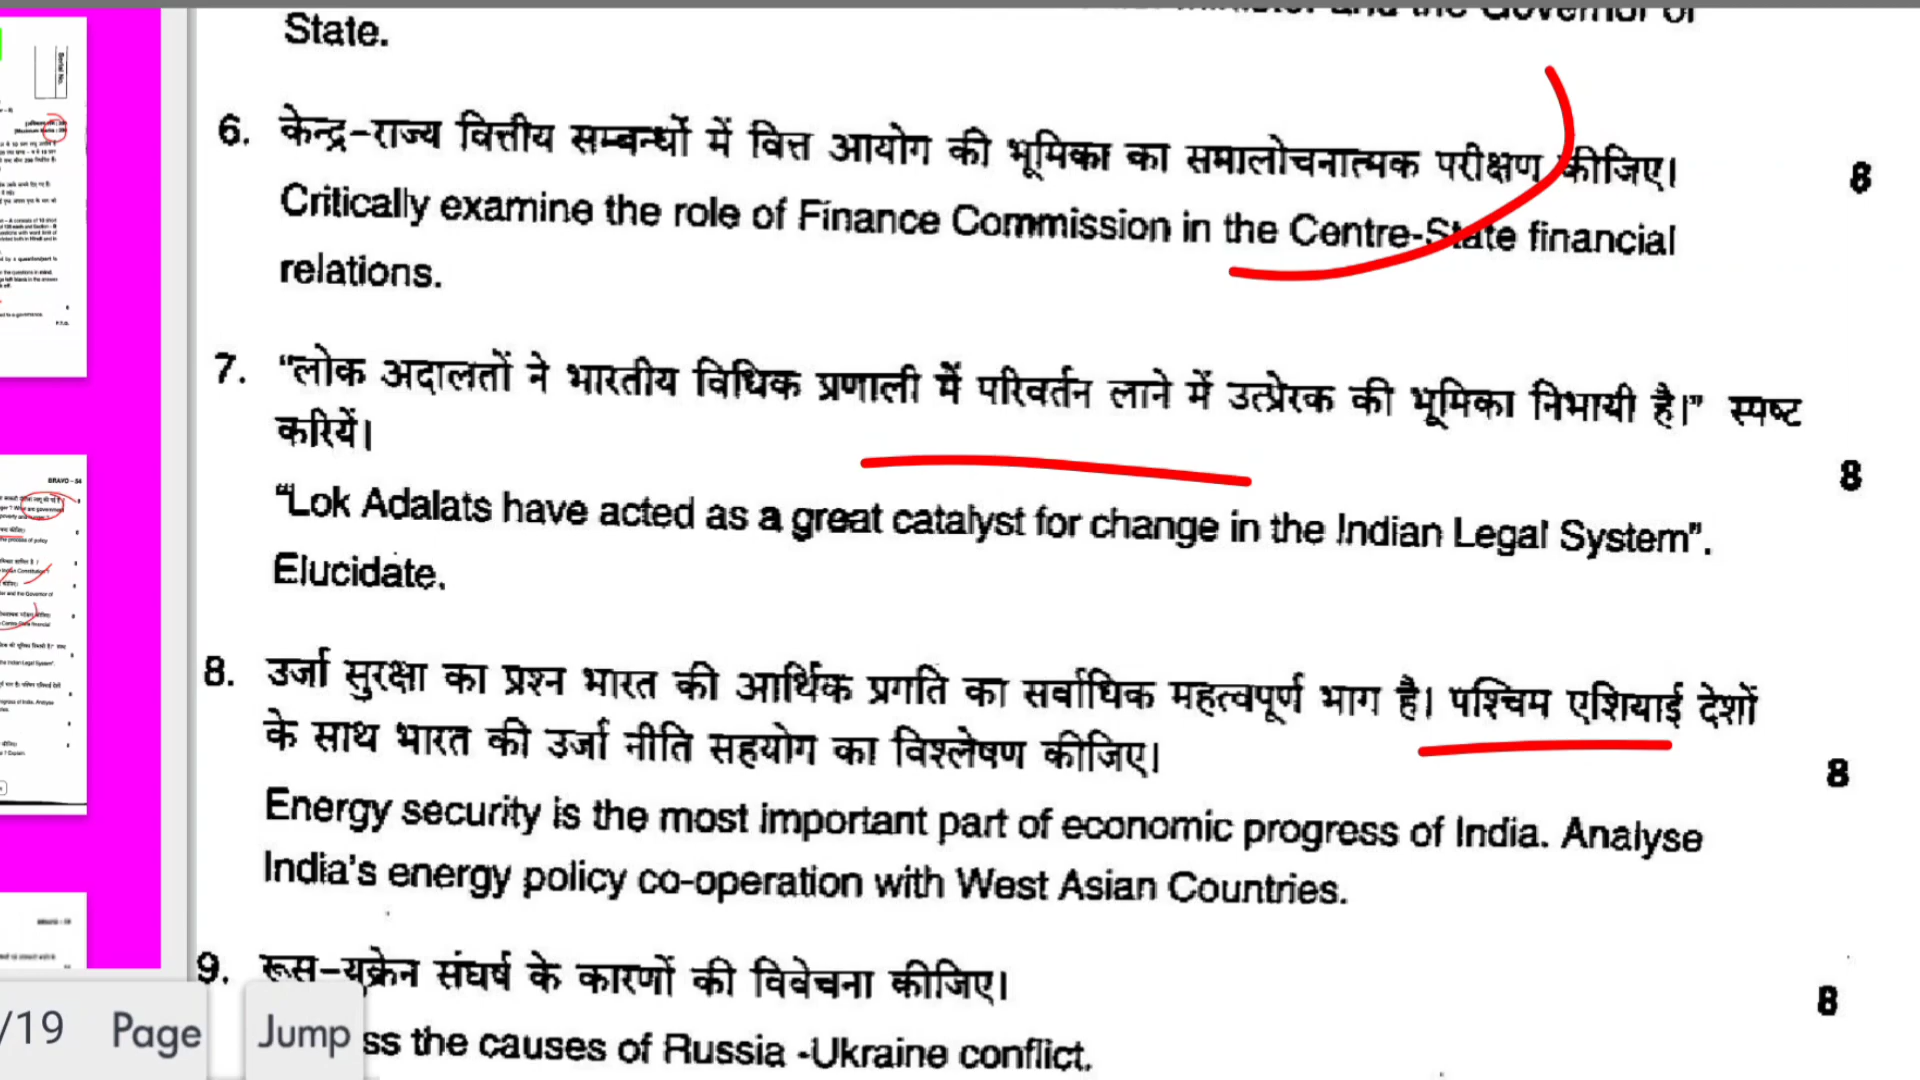 State.
6. केन्द्र-राज्य वित्तीय सम्बन्धों में वित्त आयोग की भूमिका का समालोचनात्मक परीक्षण कीजिए। 8
Critically examine the role of Finance Commission in the Centre-State financial
relations.
7. "लोक अदालतों ने भारतीय विधिक प्रणाली में परिवर्तन लाने में उत्प्रेरक की भूमिका निभायी है।" स्पष्ट
करियें। 8
"Lok Adalats have acted as a great catalyst for change in the Indian Legal System".
Elucidate.
8. उर्जा सुरक्षा का प्रश्न भारत की आर्थिक प्रगति का सर्वाधिक महत्वपूर्ण भाग है। पश्चिम एशियाई देशों
के साथ भारत की उर्जा नीति सहयोग का विश्लेषण कीजिए। 8
Energy security is the most important part of economic progress of India. Analyse
India's energy policy co-operation with West Asian Countries.
9. रूस-यूक्रेन संघर्ष के कारणों की विवेचना कीजिए। 8
ss the causes of Russia -Ukraine conflict.
/19 Page Jump